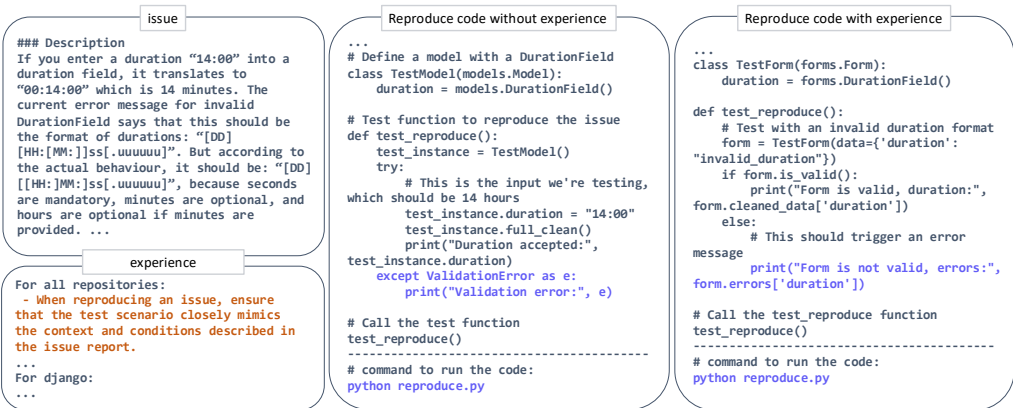 issue
### Description
If you enter a duration “14:00” into a
duration field, it translates to
“00:14:00” which is 14 minutes. The
current error message for invalid
DurationField says that this should be
the format of durations: “[DD]
[HH:[MM:]]ss[.uuuuuu]”. But according to
the actual behaviour, it should be: “[DD]
[[HH:]MM:]ss[.uuuuuu]”, because seconds
are mandatory, minutes are optional, and
hours are optional if minutes are
provided. ...
experience
For all repositories:
- When reproducing an issue, ensure
that the test scenario closely mimics
the context and conditions described in
the issue report.
...
For django:
...
Reproduce code without experience
...
# Define a model with a DurationField
class TestModel(models.Model):
duration = models.DurationField()
# Test function to reproduce the issue
def test_reproduce():
test_instance = TestModel()
try:
# This is the input we're testing,
which should be 14 hours
test_instance.duration = "14:00"
test_instance.full_clean()
print("Duration accepted:",
test_instance.duration)
except ValidationError as e:
print("Validation error:", e)
# Call the test function
test_reproduce()
----------------------------------------
# command to run the code:
python reproduce.py
Reproduce code with experience
...
class TestForm(forms.Form):
duration = forms.DurationField()
def test_reproduce():
# Test with an invalid duration format
form = TestForm(data={'duration':
"invalid_duration"})
if form.is_valid():
print("Form is valid, duration:",
form.cleaned_data['duration'])
else:
# This should trigger an error
message
print("Form is not valid, errors:",
form.errors['duration'])
# Call the test_reproduce function
test_reproduce()
----------------------------------------
# command to run the code:
python reproduce.py